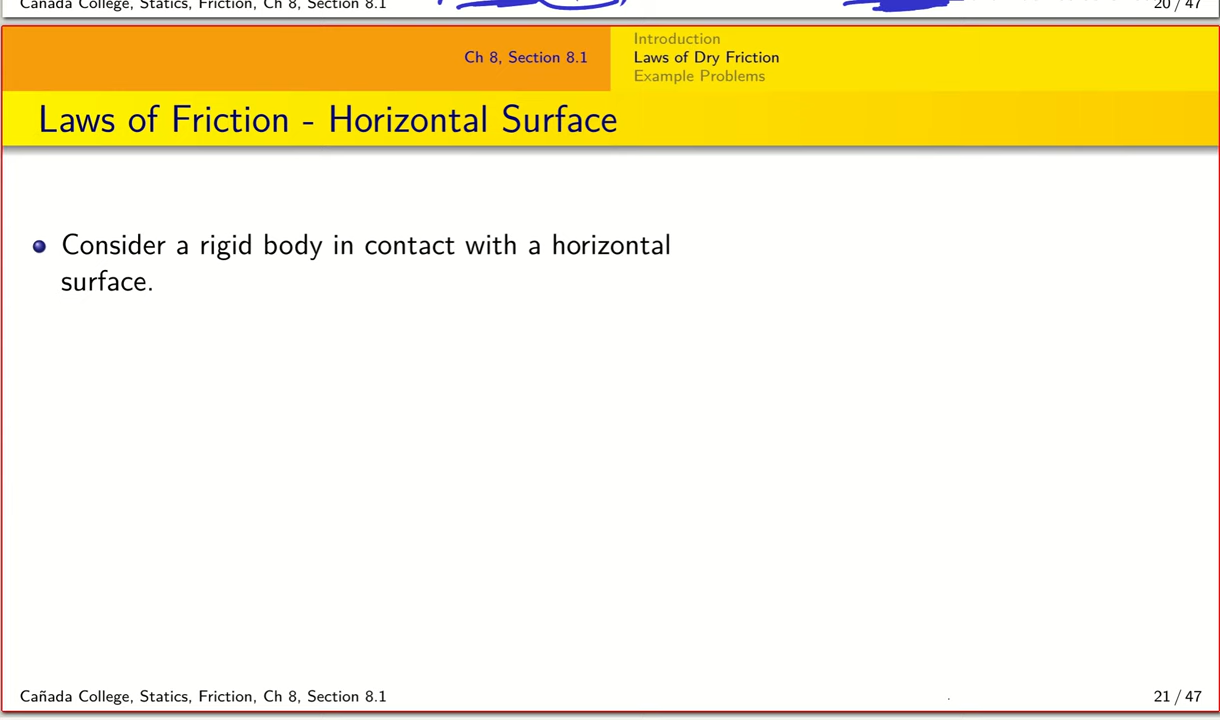 Cañada College, Statics, Friction, Ch 8, Section 8.1
20 / 47
Ch 8, Section 8.1
Introduction
Laws of Dry Friction
Example Problems
Laws of Friction - Horizontal Surface
Consider a rigid body in contact with a horizontal
surface.
Cañada College, Statics, Friction, Ch 8, Section 8.1
21 / 47